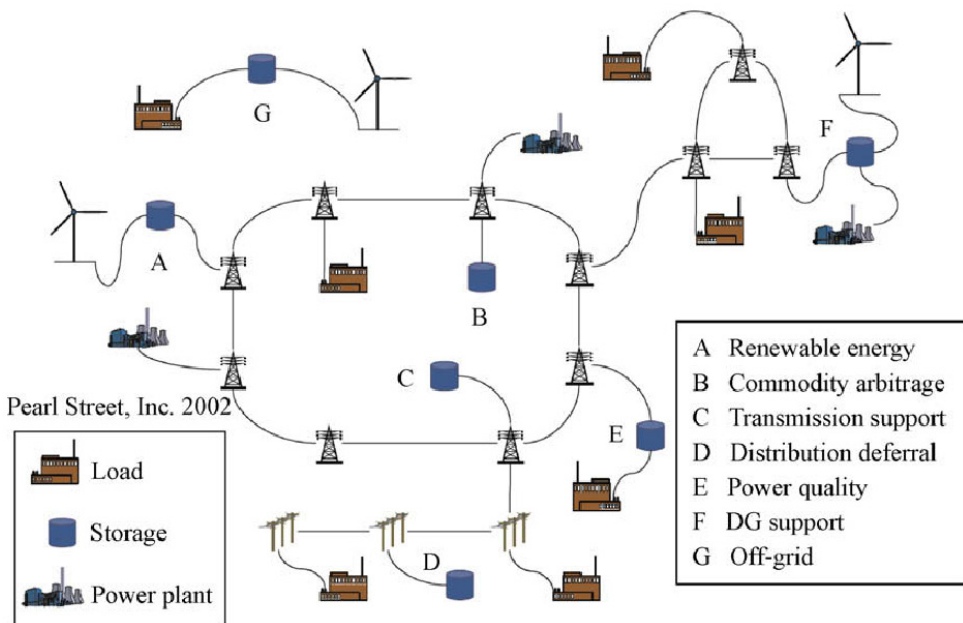 G
F
A
B
C
E
D
Pearl Street, Inc. 2002
Load
Storage
Power plant
A Renewable energy
B Commodity arbitrage
C Transmission support
D Distribution deferral
E Power quality
F DG support
G Off-grid